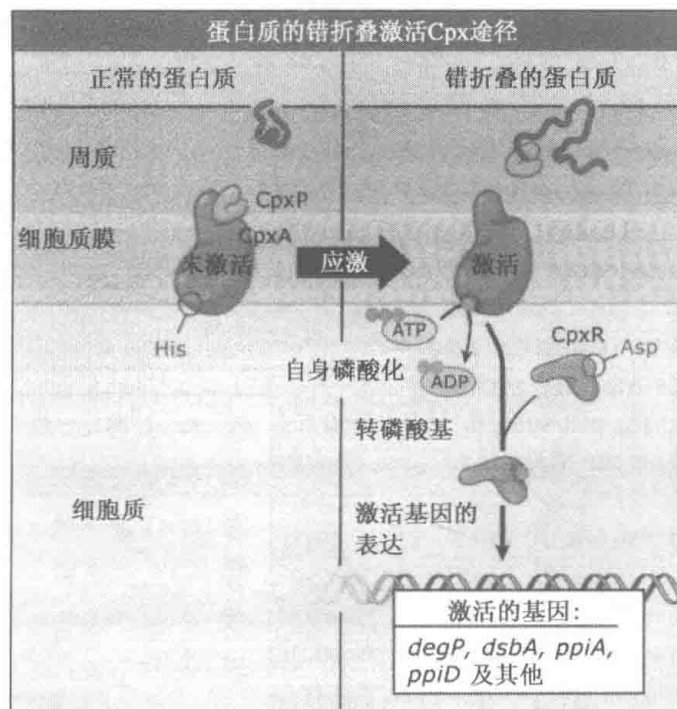 蛋白质的错折叠激活Cpx途径
正常的蛋白质
错折叠的蛋白质
周质
CpxP
细胞质膜
CpxA
未激活
应激
激活
His
ATP
CpxR
Asp
自身磷酸化
ADP
转磷酸基
细胞质
激活基因的
表达
激活的基因:
degP, dsbA, ppiA,
ppiD 及其他